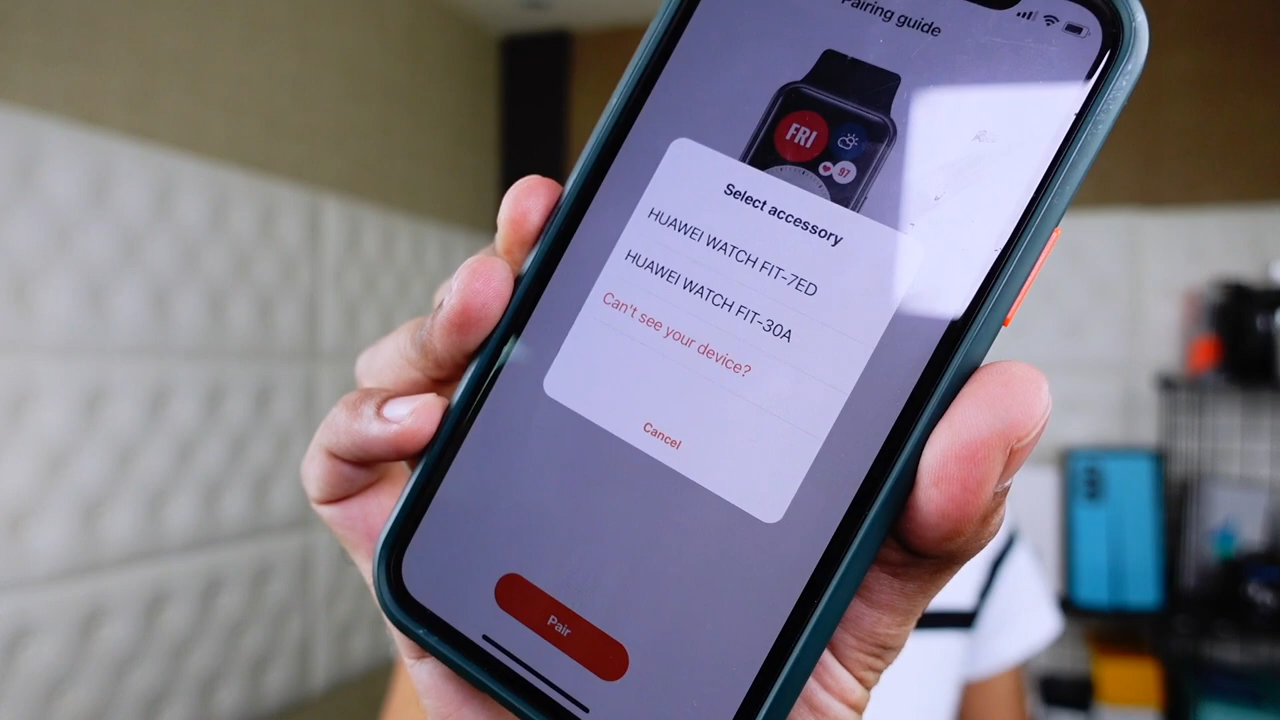 Pairing guide
FRI
97
Select accessory
HUAWEI WATCH FIT-7ED
HUAWEI WATCH FIT-30A
Can't see your device?
Cancel
Pair